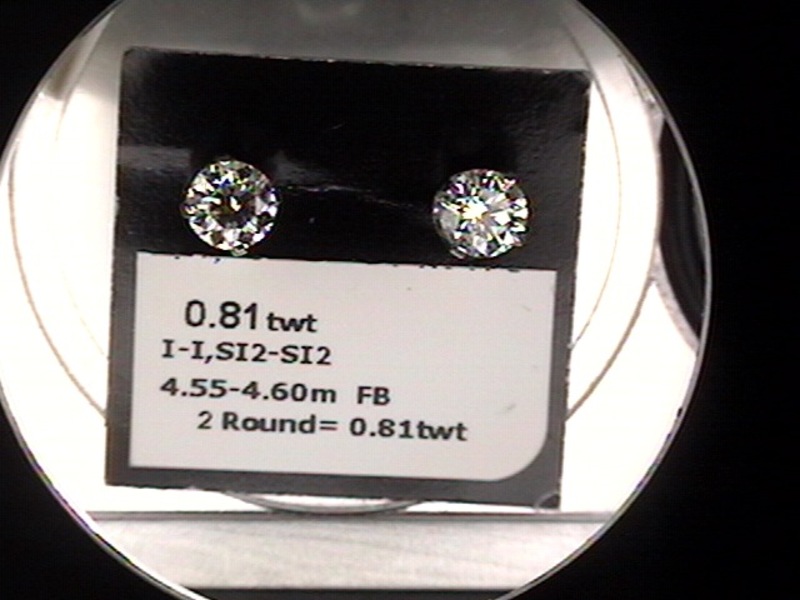 0.81 twt
I-I,SI2-SI2
4.55-4.60m FB
2 Round= 0.81twt